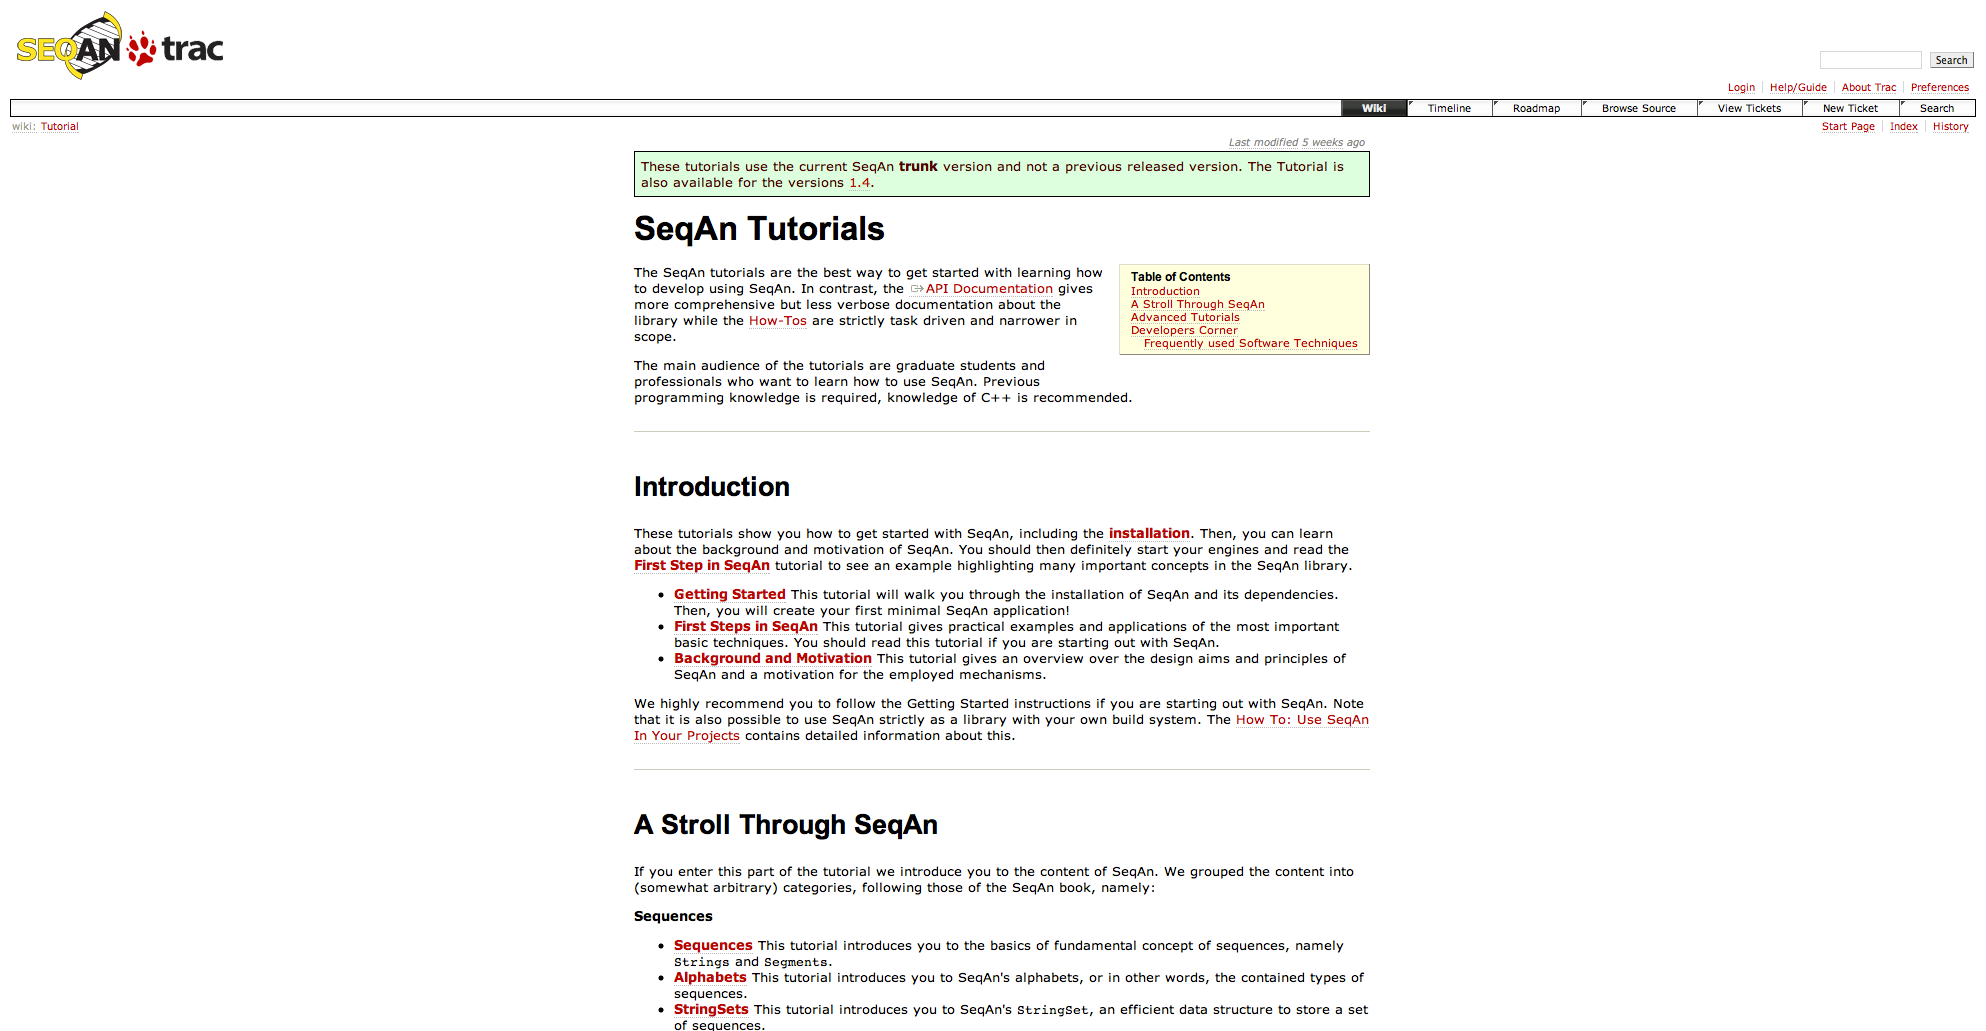 SEQAN trac
Search
Login Help/Guide About Trac Preferences
Wiki Timeline Roadmap Browse Source View Tickets New Ticket Search
wiki: Tutorial
Start Page Index History
Last modified 5 weeks ago
These tutorials use the current SeqAn trunk version and not a previous released version. The Tutorial is
also available for the versions 1.4.
SeqAn Tutorials
The SeqAn tutorials are the best way to get started with learning how
to develop using SeqAn. In contrast, the API Documentation gives
more comprehensive but less verbose documentation about the
library while the How-Tos are strictly task driven and narrower in
scope.
Table of Contents
Introduction
A Stroll Through SeqAn
Advanced Tutorials
Developers Corner
Frequently used Software Techniques
The main audience of the tutorials are graduate students and
professionals who want to learn how to use SeqAn. Previous
programming knowledge is required, knowledge of C++ is recommended.
Introduction
These tutorials show you how to get started with SeqAn, including the installation. Then, you can learn
about the background and motivation of SeqAn. You should then definitely start your engines and read the
First Step in SeqAn tutorial to see an example highlighting many important concepts in the SeqAn library.
• Getting Started This tutorial will walk you through the installation of SeqAn and its dependencies.
Then, you will create your first minimal SeqAn application!
• First Steps in SeqAn This tutorial gives practical examples and applications of the most important
basic techniques. You should read this tutorial if you are starting out with SeqAn.
• Background and Motivation This tutorial gives an overview over the design aims and principles of
SeqAn and a motivation for the employed mechanisms.
We highly recommend you to follow the Getting Started instructions if you are starting out with SeqAn. Note
that it is also possible to use SeqAn strictly as a library with your own build system. The How To: Use SeqAn
In Your Projects contains detailed information about this.
A Stroll Through SeqAn
If you enter this part of the tutorial we introduce you to the content of SeqAn. We grouped the content into
(somewhat arbitrary) categories, following those of the SeqAn book, namely:
Sequences
• Sequences This tutorial introduces you to the basics of fundamental concept of sequences, namely
Strings and Segments.
• Alphabets This tutorial introduces you to SeqAn's alphabets, or in other words, the contained types of
sequences.
• StringSets This tutorial introduces you to SeqAn's StringSet, an efficient data structure to store a set
of sequences.